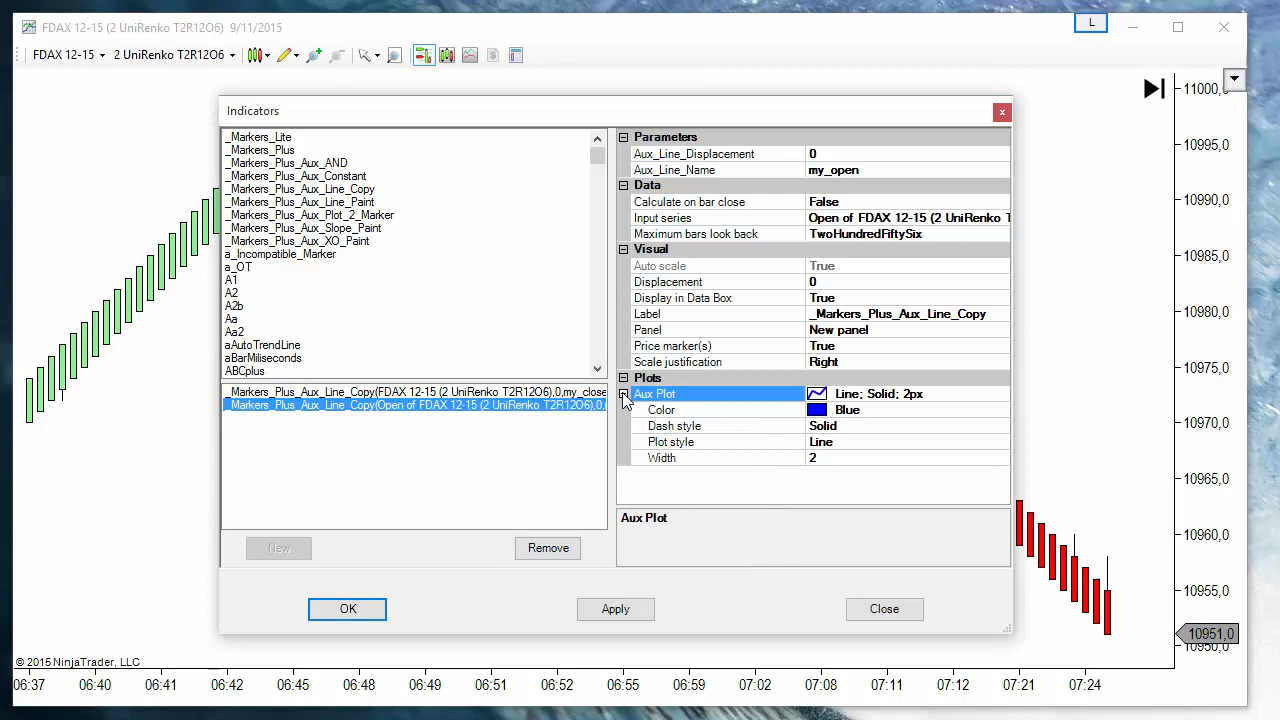 FDAX 12-15 (2 UniRenko T2R12O6)  9/11/2015
L
FDAX 12-15
2 UniRenko T2R12O6
$
Indicators
x
_Markers_Lite
_Markers_Plus
_Markers_Plus_Aux_AND
_Markers_Plus_Aux_Constant
_Markers_Plus_Aux_Line_Copy
_Markers_Plus_Aux_Line_Paint
_Markers_Plus_Aux_Plot_2_Marker
_Markers_Plus_Aux_Slope_Paint
_Markers_Plus_Aux_XO_Paint
a_Incompatible_Marker
a_OT
A1
A2
A2b
Aa
Aa2
aAutoTrendLine
aBarMiliseconds
ABCplus
_Markers_Plus_Aux_Line_Copy(FDAX 12-15 (2 UniRenko T2R12O6),0,my_close
_Markers_Plus_Aux_Line_Copy(Open of FDAX 12-15 (2 UniRenko T2R12O6),0,
New
Remove
Parameters
Aux_Line_Displacement 0
Aux_Line_Name my_open
Data
Calculate on bar close False
Input series Open of FDAX 12-15 (2 UniRenko T
Maximum bars look back TwoHundredFiftySix
Visual
Auto scale True
Displacement 0
Display in Data Box True
Label _Markers_Plus_Aux_Line_Copy
Panel New panel
Price marker(s) True
Scale justification Right
Plots
Aux Plot Line; Solid; 2px
Color Blue
Dash style Solid
Plot style Line
Width 2
Aux Plot
OK
Apply
Close
11000,0
10995,0
10990,0
10985,0
10980,0
10975,0
10970,0
10965,0
10960,0
10955,0
10951,0
10950,0
© 2015 NinjaTrader, LLC
06:37 06:40 06:41 06:42 06:45 06:48 06:49 06:51 06:52 06:55 06:59 07:02 07:08 07:11 07:12 07:21 07:24